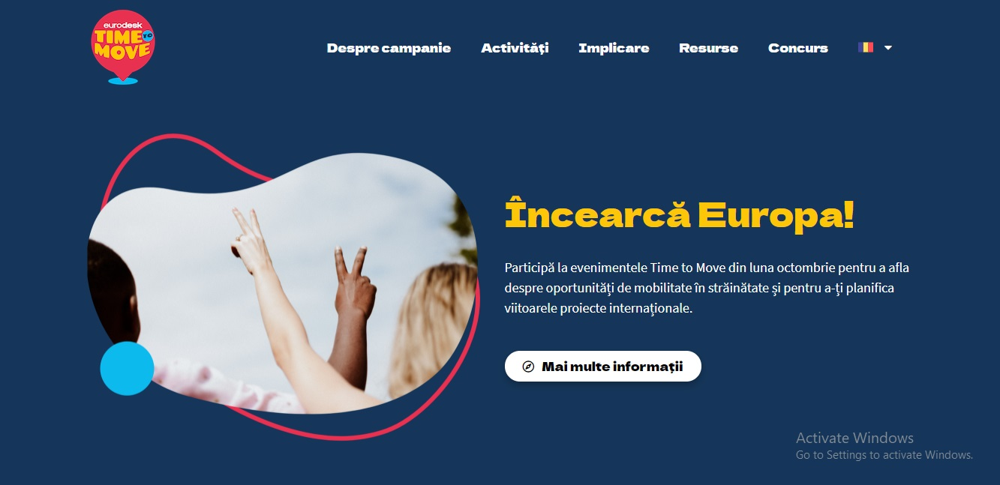 eurodesk
TIME TO
MOVE
Despre campanie
Activități
Implicare
Resurse
Concurs
Încearcă Europa!
Participă la evenimentele Time to Move din luna octombrie pentru a afla
despre oportunități de mobilitate în străinătate și pentru a-ți planifica
viitoarele proiecte internaționale.
Mai multe informații
Activate Windows
Go to Settings to activate Windows.